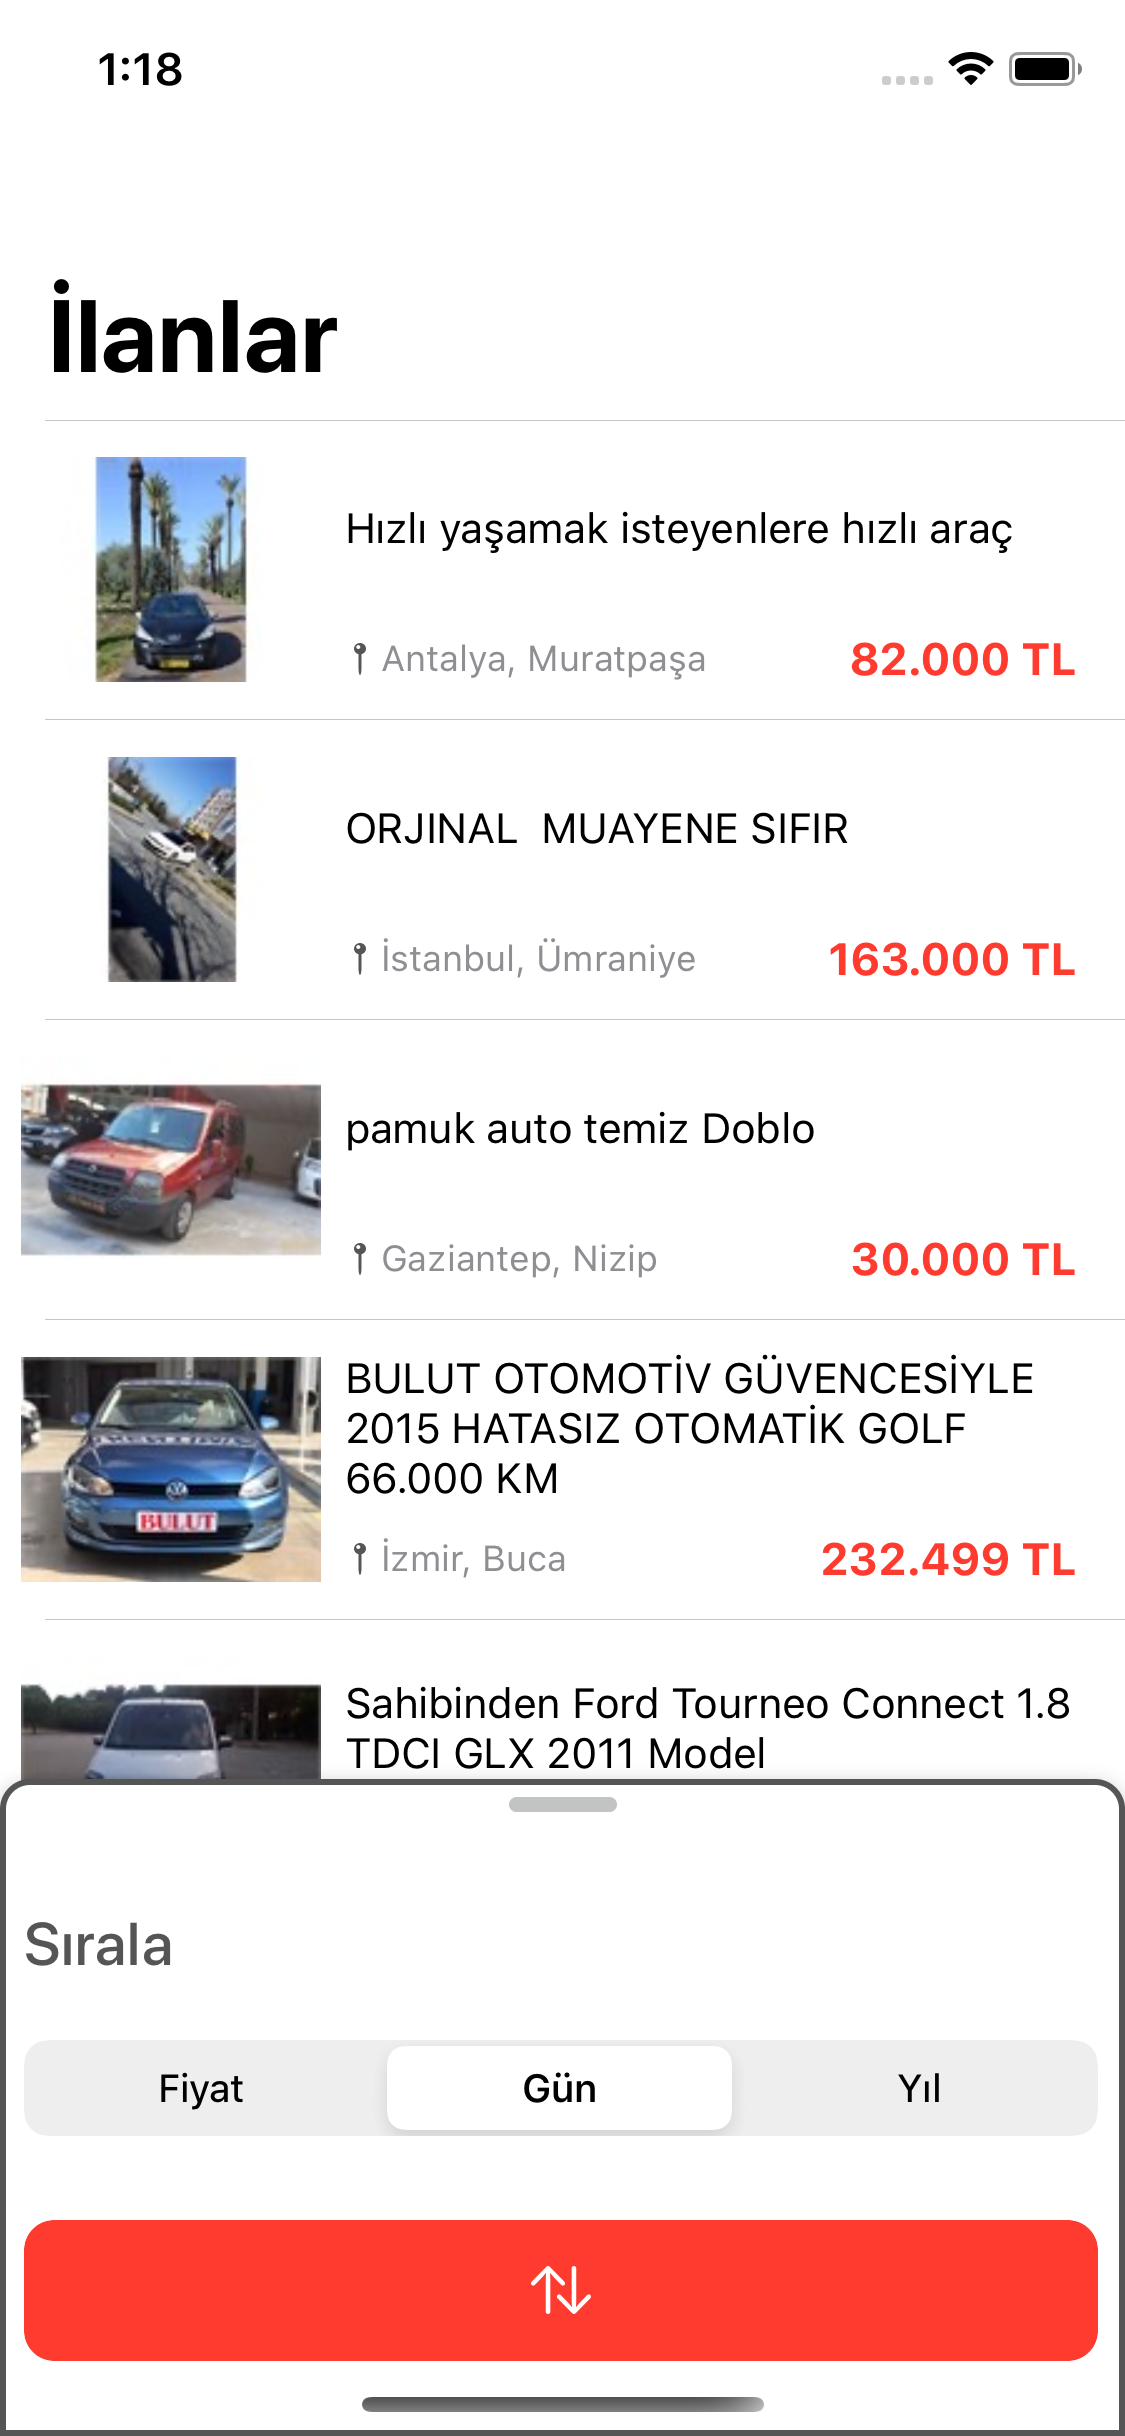 1:18
İlanlar
Hızlı yaşamak isteyenlere hızlı araç
Antalya, Muratpaşa
82.000 TL
ORJINAL  MUAYENE SIFIR
İstanbul, Ümraniye
163.000 TL
pamuk auto temiz Doblo
Gaziantep, Nizip
30.000 TL
BULUT OTOMOTİV GÜVENCESİYLE
2015 HATASIZ OTOMATİK GOLF
66.000 KM
BULUT
İzmir, Buca
232.499 TL
Sahibinden Ford Tourneo Connect 1.8
TDCI GLX 2011 Model
Sırala
Fiyat
Gün
Yıl